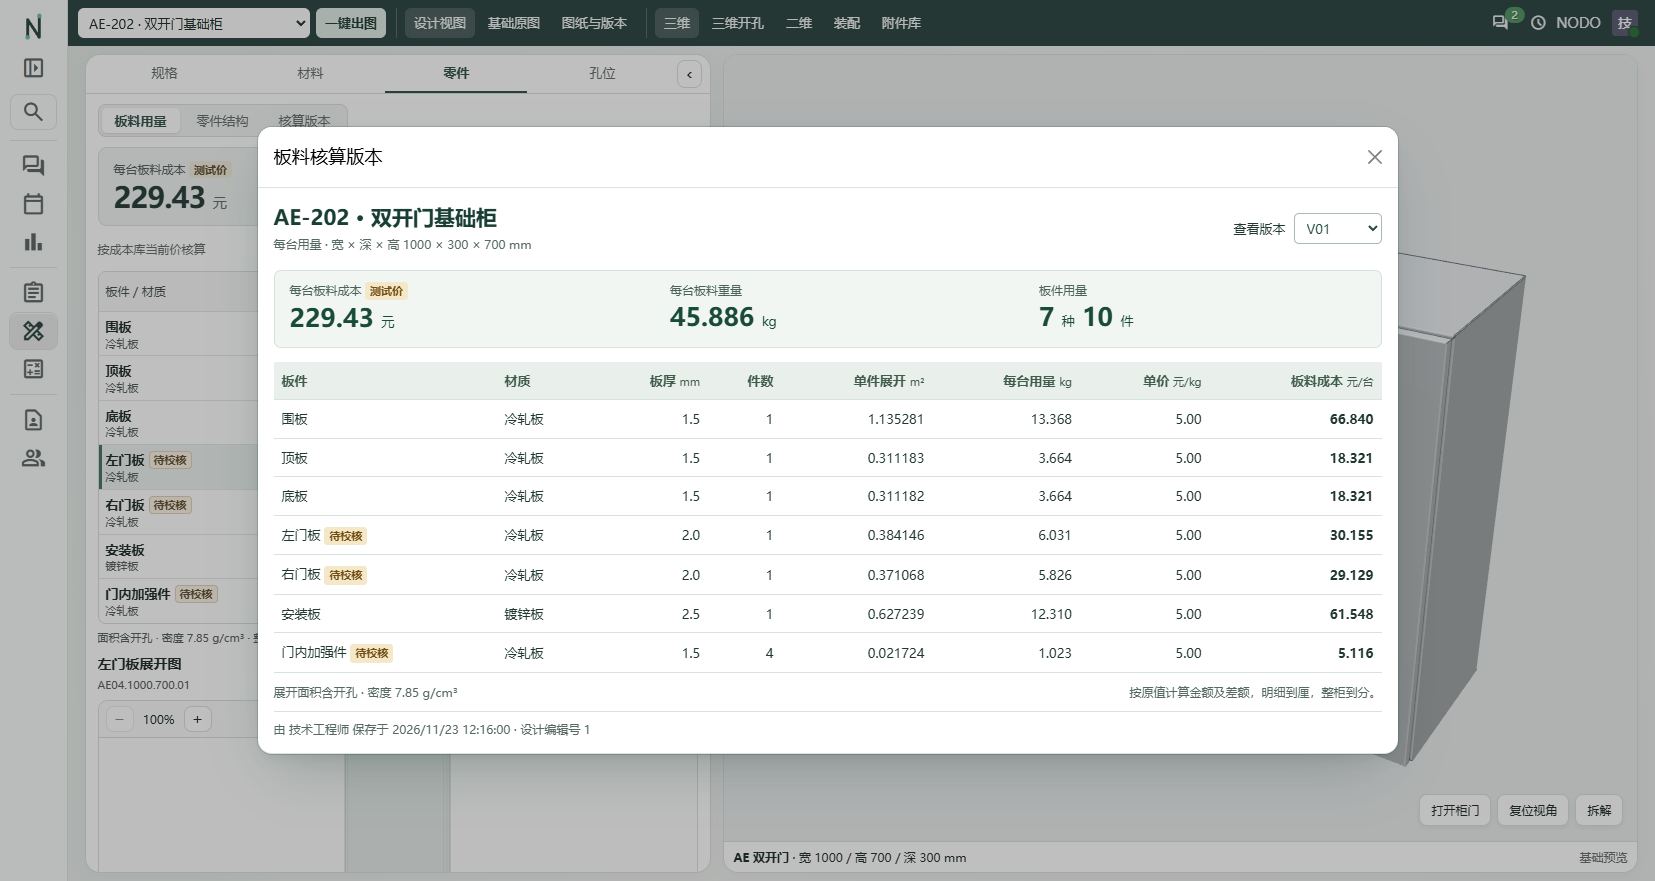 AE-202 · 双开门基础柜
一键出图
设计视图
基础原图
图纸与版本
三维
三维开孔
二维
装配
附件库
2
NODO
技
规格
材料
零件
孔位
板料用量
零件结构
核算版本
每台板料成本 测试价
229.43 元
按成本库当前价核算
板件 / 材质
围板
冷轧板
顶板
冷轧板
底板
冷轧板
左门板 待校核
冷轧板
右门板 待校核
冷轧板
安装板
镀锌板
门内加强件 待校核
冷轧板
面积含开孔 · 密度 7.85 g/cm³ ·
左门板展开图
AE04.1000.700.01
− 100% +
板料核算版本
AE-202 · 双开门基础柜
每台用量 · 宽 × 深 × 高 1000 × 300 × 700 mm
查看版本 V01
每台板料成本 测试价
229.43 元
每台板料重量
45.886 kg
板件用量
7 种 10 件
板件 材质 板厚 mm 件数 单件展开 m² 每台用量 kg 单价 元/kg 板料成本 元/台
围板 冷轧板 1.5 1 1.135281 13.368 5.00 66.840
顶板 冷轧板 1.5 1 0.311183 3.664 5.00 18.321
底板 冷轧板 1.5 1 0.311182 3.664 5.00 18.321
左门板 待校核 冷轧板 2.0 1 0.384146 6.031 5.00 30.155
右门板 待校核 冷轧板 2.0 1 0.371068 5.826 5.00 29.129
安装板 镀锌板 2.5 1 0.627239 12.310 5.00 61.548
门内加强件 待校核 冷轧板 1.5 4 0.021724 1.023 5.00 5.116
展开面积含开孔 · 密度 7.85 g/cm³
按原值计算金额及差额，明细到厘，整柜到分。
由 技术工程师 保存于 2026/11/23 12:16:00 · 设计编辑号 1
打开柜门
复位视角
拆解
AE 双开门 · 宽 1000 / 高 700 / 深 300 mm
基础预览